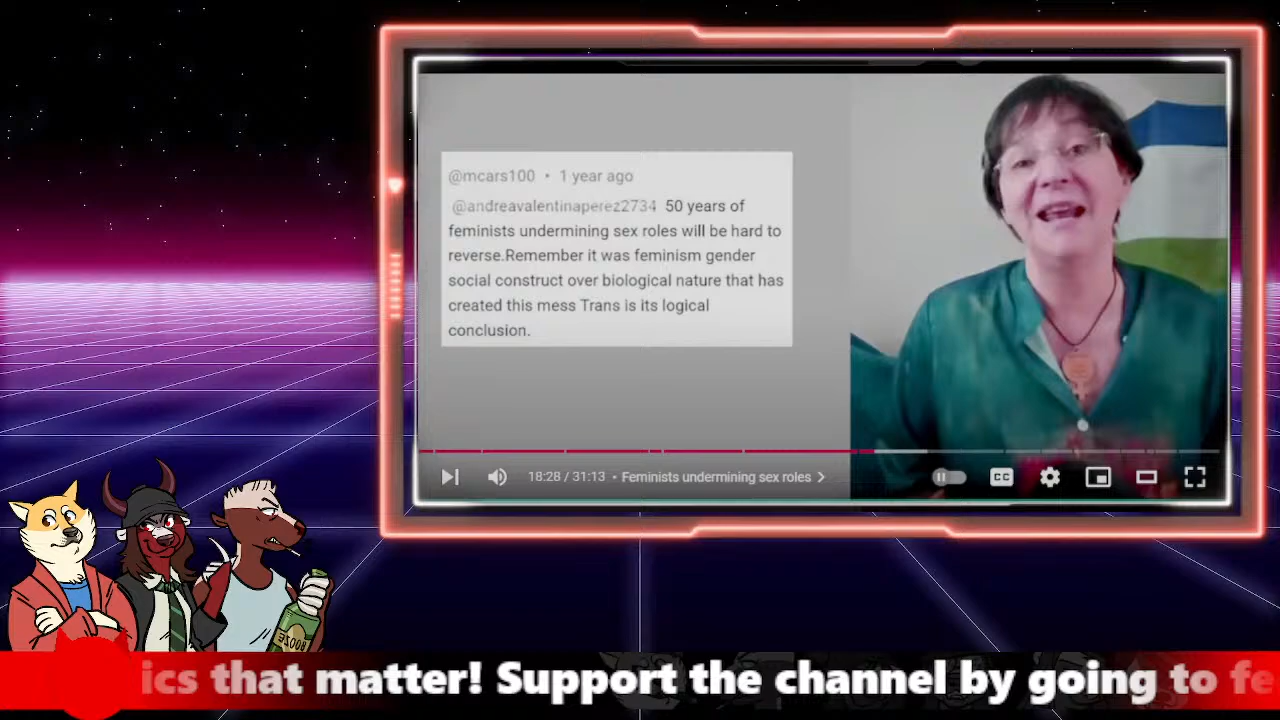 @mcars100 • 1 year ago
@andreavalentinaperez2734 50 years of
feminists undermining sex roles will be hard to
reverse.Remember it was feminism gender
social construct over biological nature that has
created this mess Trans is its logical
conclusion.
18:28 / 31:13 • Feminists undermining sex roles
CC
BOOZE
ics that matter! Support the channel by going to fe